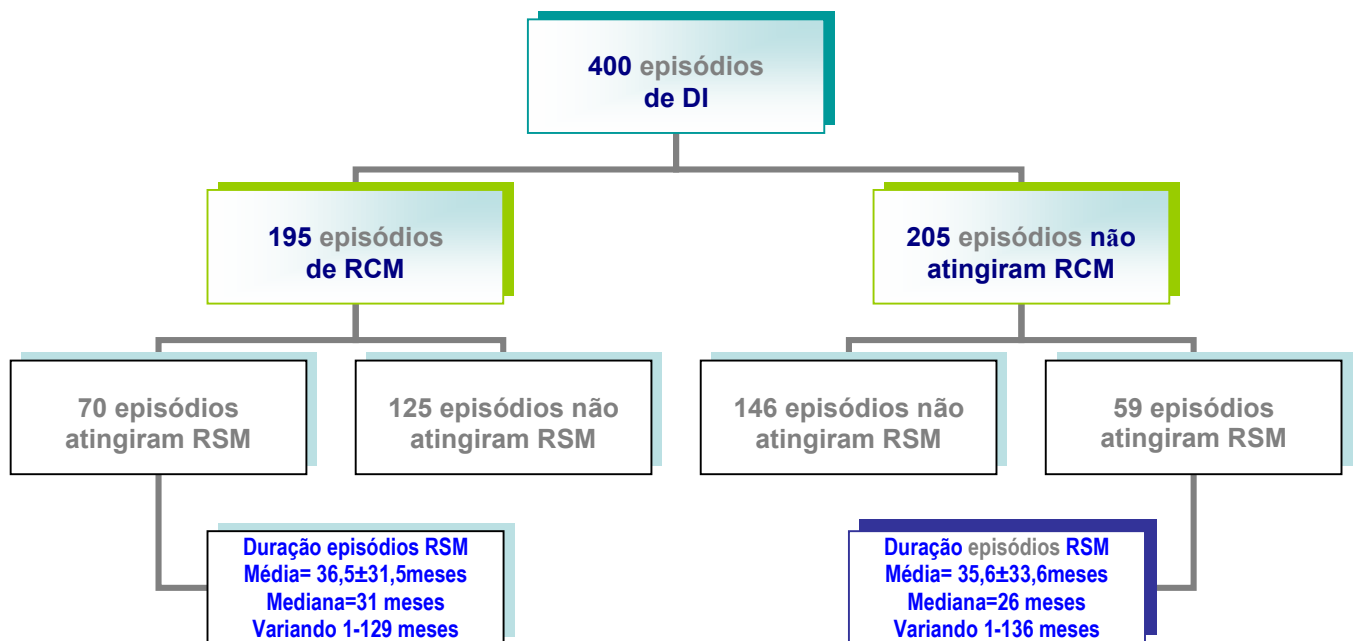 400 episódios
de DI
195 episódios
de RCM
205 episódios não
atingiram RCM
70 episódios
atingiram RSM
125 episódios não
atingiram RSM
146 episódios não
atingiram RSM
59 episódios
atingiram RSM
Duração episódios RSM
Média= 36,5±31,5meses
Mediana=31 meses
Variando 1-129 meses
Duração episódios RSM
Média= 35,6±33,6meses
Mediana=26 meses
Variando 1-136 meses